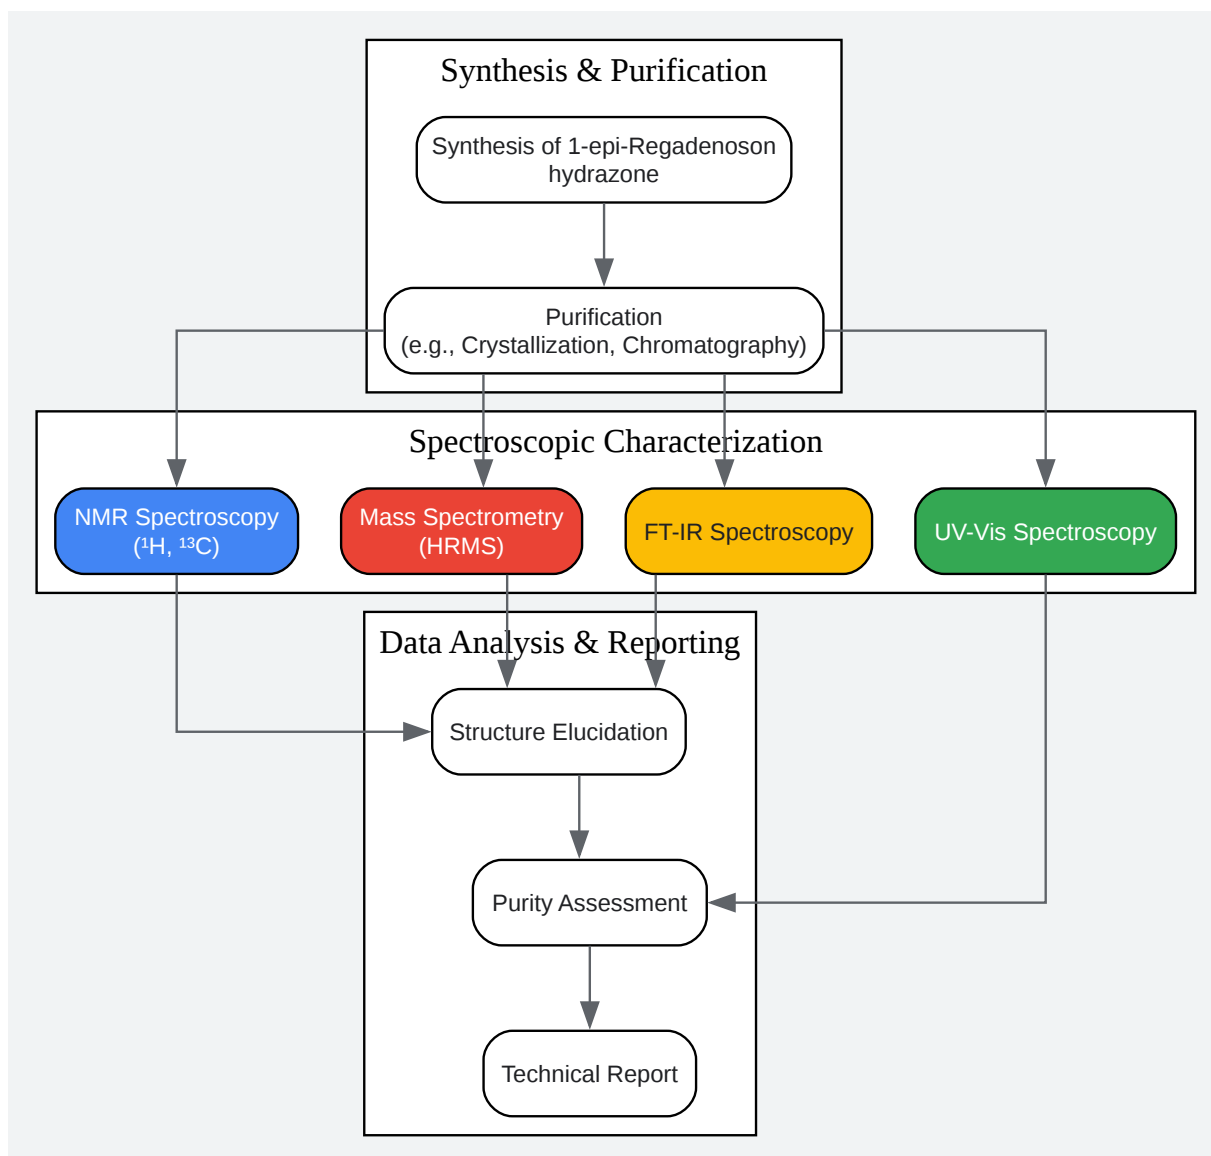 Synthesis & Purification
Synthesis of 1-epi-Regadenoson
hydrazone
Purification
(e.g., Crystallization, Chromatography)
Spectroscopic Characterization
NMR Spectroscopy
(¹H, ¹³C)
Mass Spectrometry
(HRMS)
FT-IR Spectroscopy
UV-Vis Spectroscopy
Data Analysis & Reporting
Structure Elucidation
Purity Assessment
Technical Report